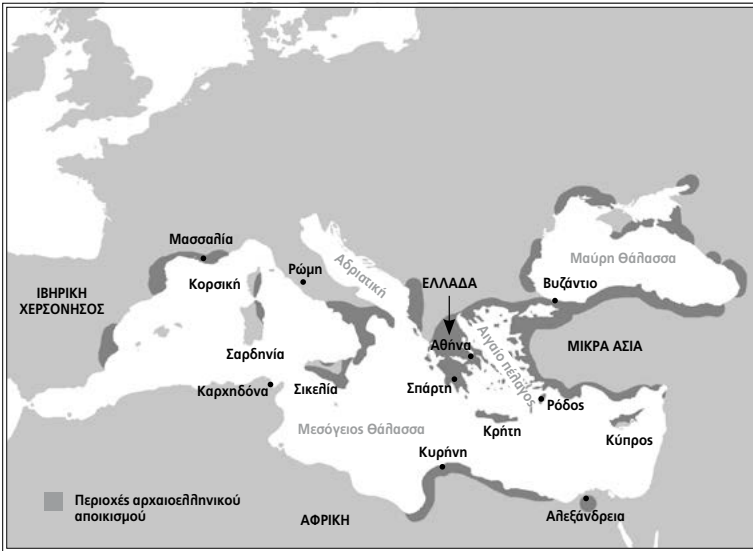 Μασσαλία
Κορσική
Ρώμη
Αδριατική
ΕΛΛΑΔΑ
Μαύρη Θάλασσα
Βυζάντιο
ΙΒΗΡΙΚΗ
ΧΕΡΣΟΝΗΣΟΣ
Αθήνα
Αιγαίο πέλαγος
ΜΙΚΡΑ ΑΣΙΑ
Σαρδηνία
Καρχηδόνα
Σικελία
Σπάρτη
Ρόδος
Μεσόγειος Θάλασσα
Κρήτη
Κύπρος
Κυρήνη
Περιοχές αρχαιοελληνικού
αποικισμού
ΑΦΡΙΚΗ
Αλεξάνδρεια